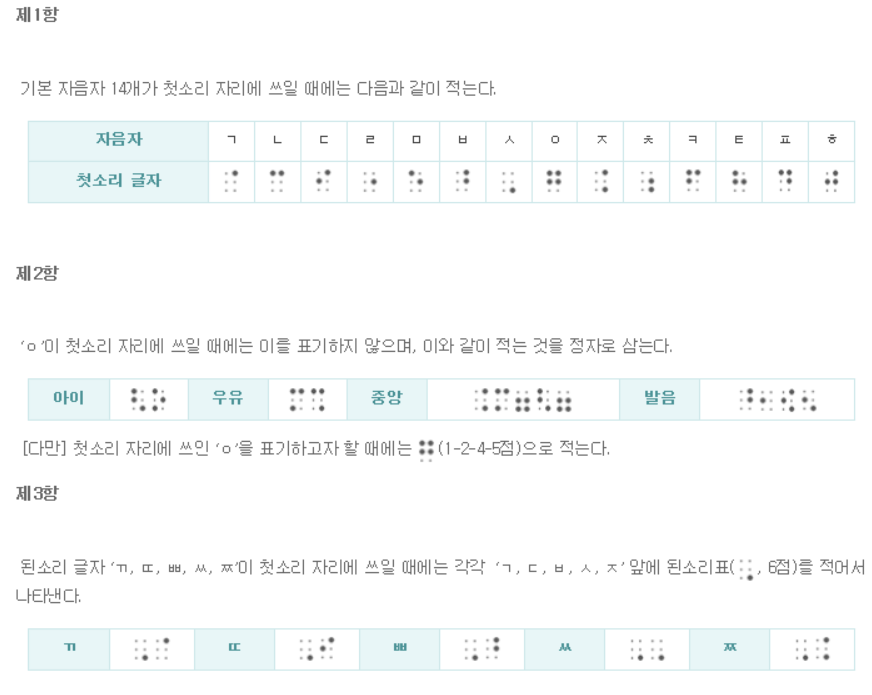 제1항
기본 자음자 14개가 첫소리 자리에 쓰일 때에는 다음과 같이 적는다.
자음자 ㄱ ㄴ ㄷ ㄹ ㅁ ㅂ ㅅ ㅇ ㅈ ㅊ ㅋ ㅌ ㅍ ㅎ
첫소리 글자 ⠈ ⠉ ⠊ ⠐ ⠑ ⠘ ⠠ ⠛ ⠨ ⠰ ⠋ ⠓ ⠙ ⠚
제2항
‘ㅇ’이 첫소리 자리에 쓰일 때에는 이를 표기하지 않으며, 이와 같이 적는 것을 정자로 삼는다.
아이 ⠣⠕ 우유 ⠍⠩ 중앙 ⠨⠍⠶⠣⠶ 발음 ⠘⠂⠪⠢
[다만] 첫소리 자리에 쓰인 ‘ㅇ’을 표기하고자 할 때에는 ⠛(1-2-4-5점)으로 적는다.
제3항
된소리 글자 ‘ㄲ, ㄸ, ㅃ, ㅆ, ㅉ’이 첫소리 자리에 쓰일 때에는 각각 ‘ㄱ, ㄷ, ㅂ, ㅅ, ㅈ’ 앞에 된소리표(⠠, 6점)를 적어서
나타낸다.
ㄲ ⠠⠈ ㄸ ⠠⠊ ㅃ ⠠⠘ ㅆ ⠠⠠ ㅉ ⠠⠨